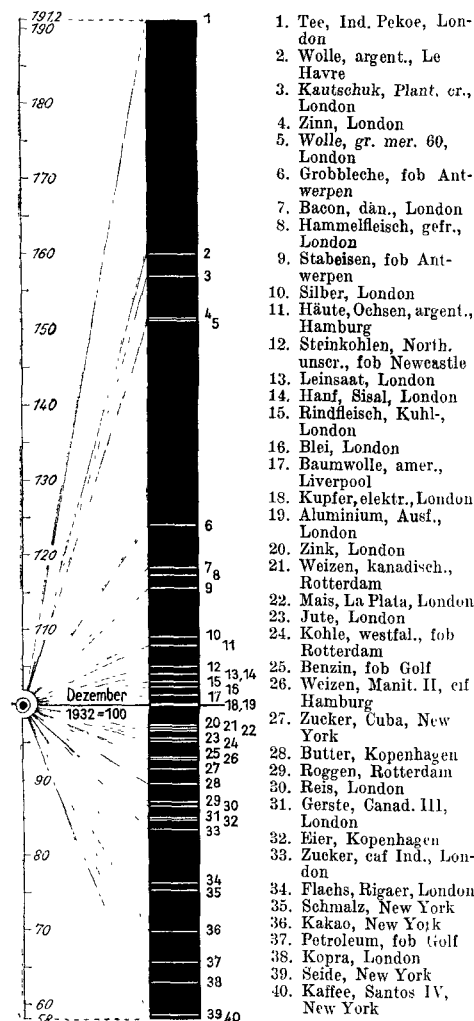 191,2
190
180
170
160
150
140
130
120
110
90
80
70
60
58
Dezember
1932=100
1
2
3
4
5
6
7
8
9
10
11
12
13,14
15
16
17
18,19
20
21
22
23
24
25
26
27
28
29
30
31
32
33
34
35
36
37
38
39 40
1. Tee, Ind. Pekoe, Lon-
don
2. Wolle, argent., Le
Havre
3. Kautschuk, Plant. cr.,
London
4. Zinn, London
5. Wolle, gr. mer. 60,
London
6. Grobbleche, fob Ant-
werpen
7. Bacon, dän., London
8. Hammelfleisch, gefr.,
London
9. Stabeisen, fob Ant-
werpen
10. Silber, London
11. Häute, Ochsen, argent.,
Hamburg
12. Steinkohlen, North.
unscr., fob Newcastle
13. Leinsaat, London
14. Hanf, Sisal, London
15. Rindfleisch, Kuhl-,
London
16. Blei, London
17. Baumwolle, amer.,
Liverpool
18. Kupfer, elektr., London
19. Aluminium, Ausf.,
London
20. Zink, London
21. Weizen, kanadisch.,
Rotterdam
22. Mais, La Plata, London
23. Jute, London
24. Kohle, westfal., fob
Rotterdam
25. Benzin, fob Golf
26. Weizen, Manit. II, cif
Hamburg
27. Zucker, Cuba, New
York
28. Butter, Kopenhagen
29. Roggen, Rotterdam
30. Reis, London
31. Gerste, Canad. III,
London
32. Eier, Kopenhagen
33. Zucker, caf Ind., Lon-
don
34. Flachs, Rigaer, London
35. Schmalz, New York
36. Kakao, New York
37. Petroleum, fob Golf
38. Kopra, London
39. Seide, New York
40. Kaffee, Santos IV,
New York